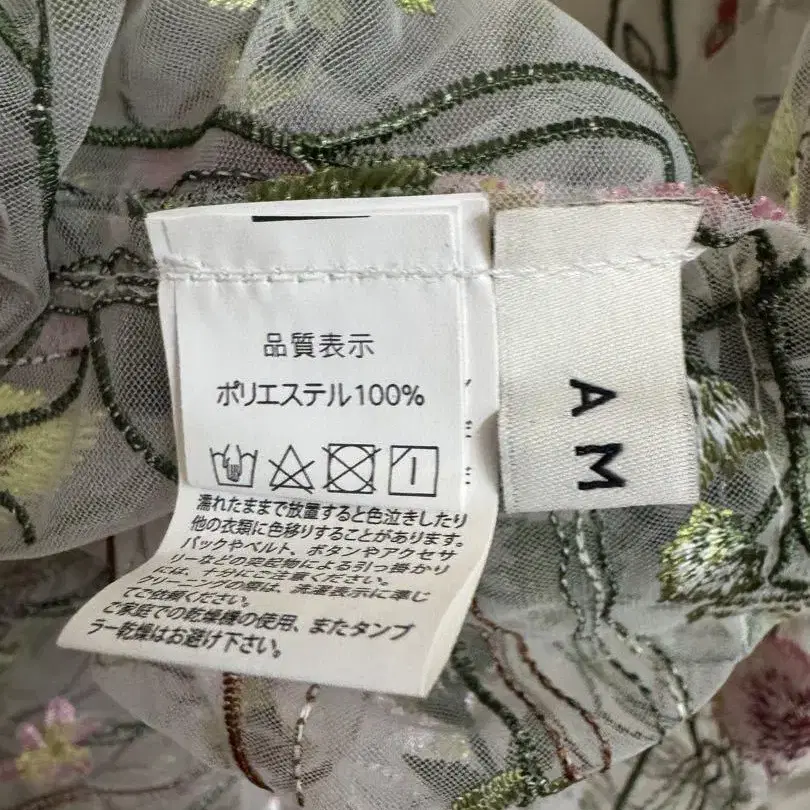 品質表示
ポリエステル100%
濡れたままで放置すると色泣きしたり
他の衣類に色移りすることがあります。
バックやベルト、ボタンやアクセサ
リーなどの突起物による引っ掛かり
には、十分にご注意ください。
クリーニングの際は、洗濯表示に準じ
てご依頼ください。
ご家庭での乾燥機の使用、またタンブ
ラー乾燥はお避け下さい。
AM